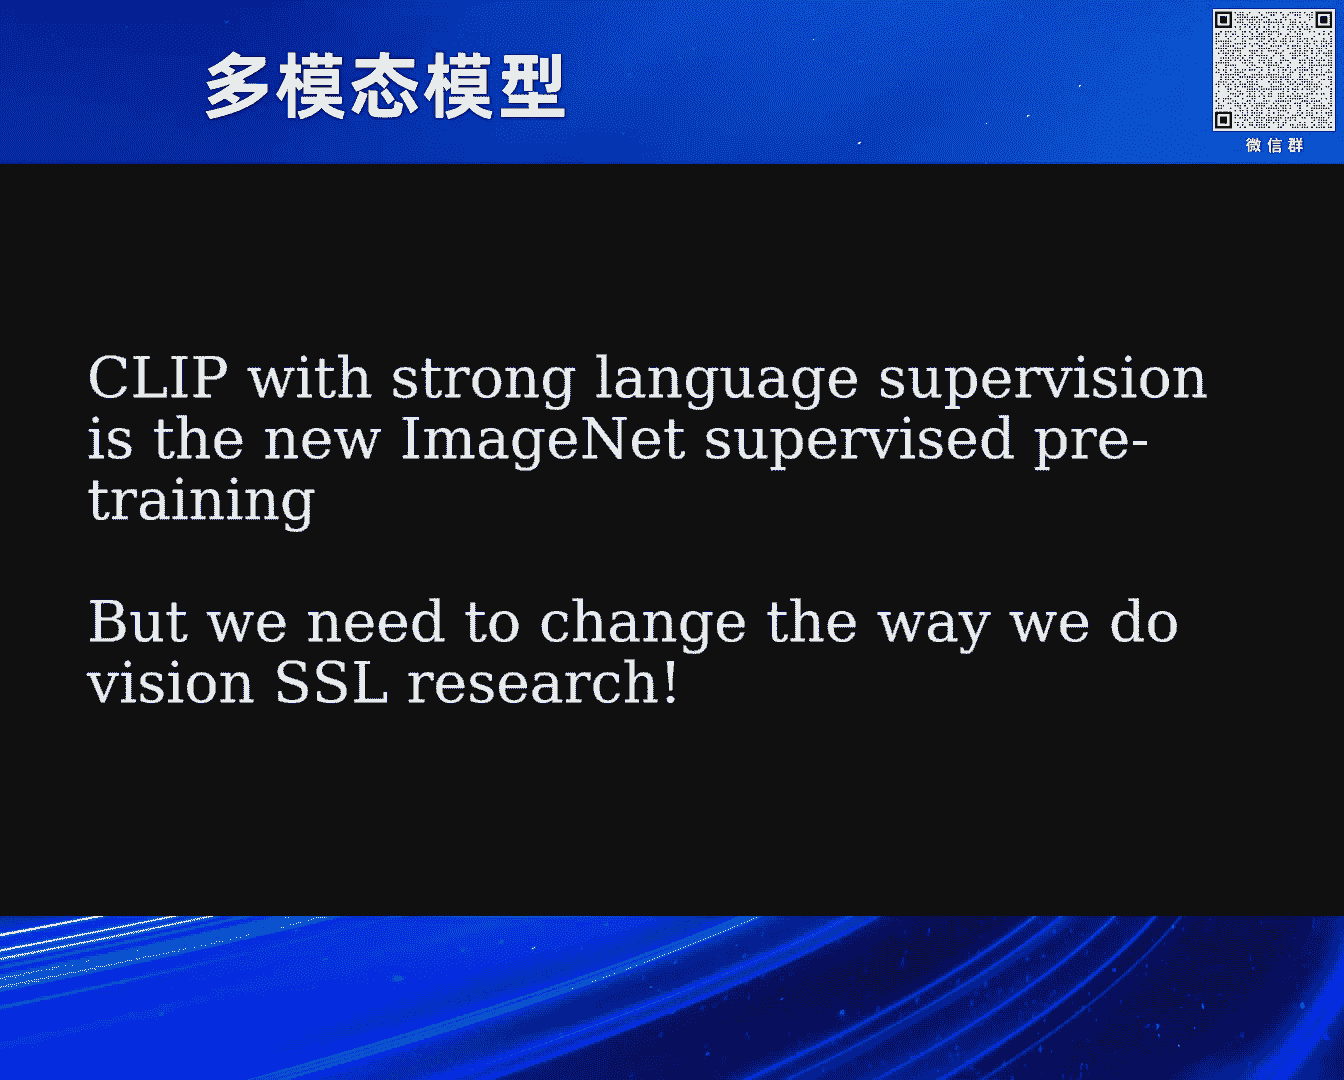 多模态模型
微信群
CLIP with strong language supervision
is the new ImageNet supervised pre-
training
But we need to change the way we do
vision SSL research!